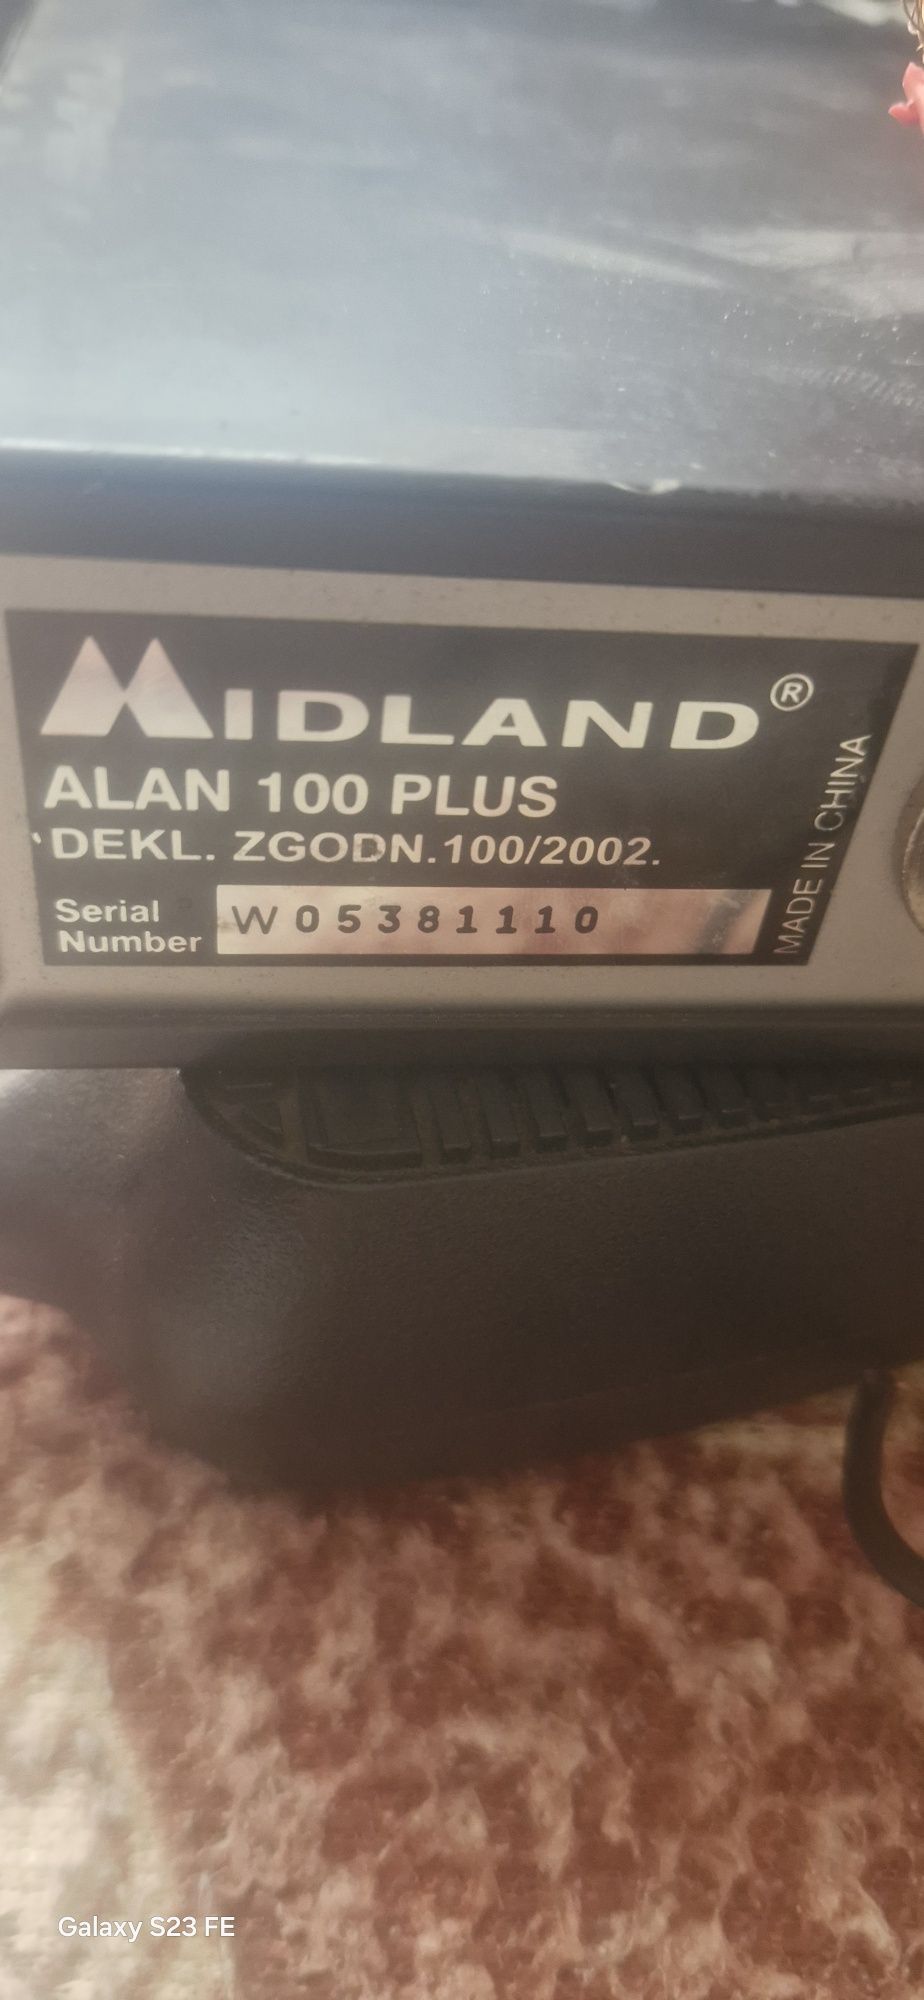 MIDLAND®
ALAN 100 PLUS
DEKL. ZGODN.100/2002.
Serial
Number W05381110
MADE IN CHINA
Galaxy S23 FE